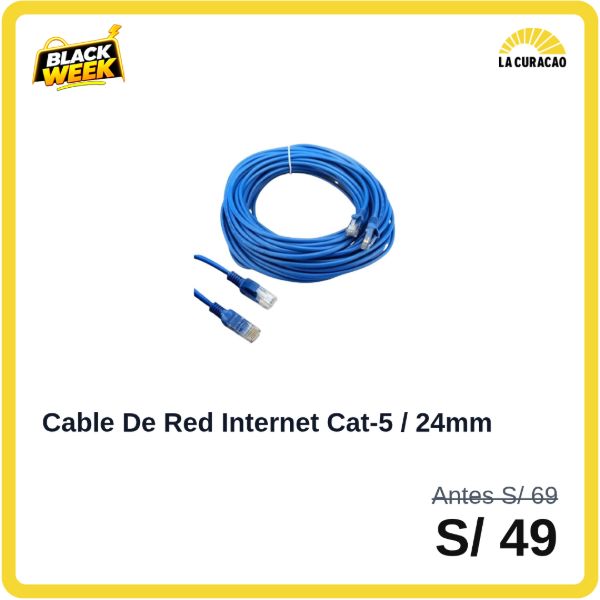 BLACK
WEEK
LA CURACAO
Cable De Red Internet Cat-5 / 24mm
Antes S/ 69
S/ 49